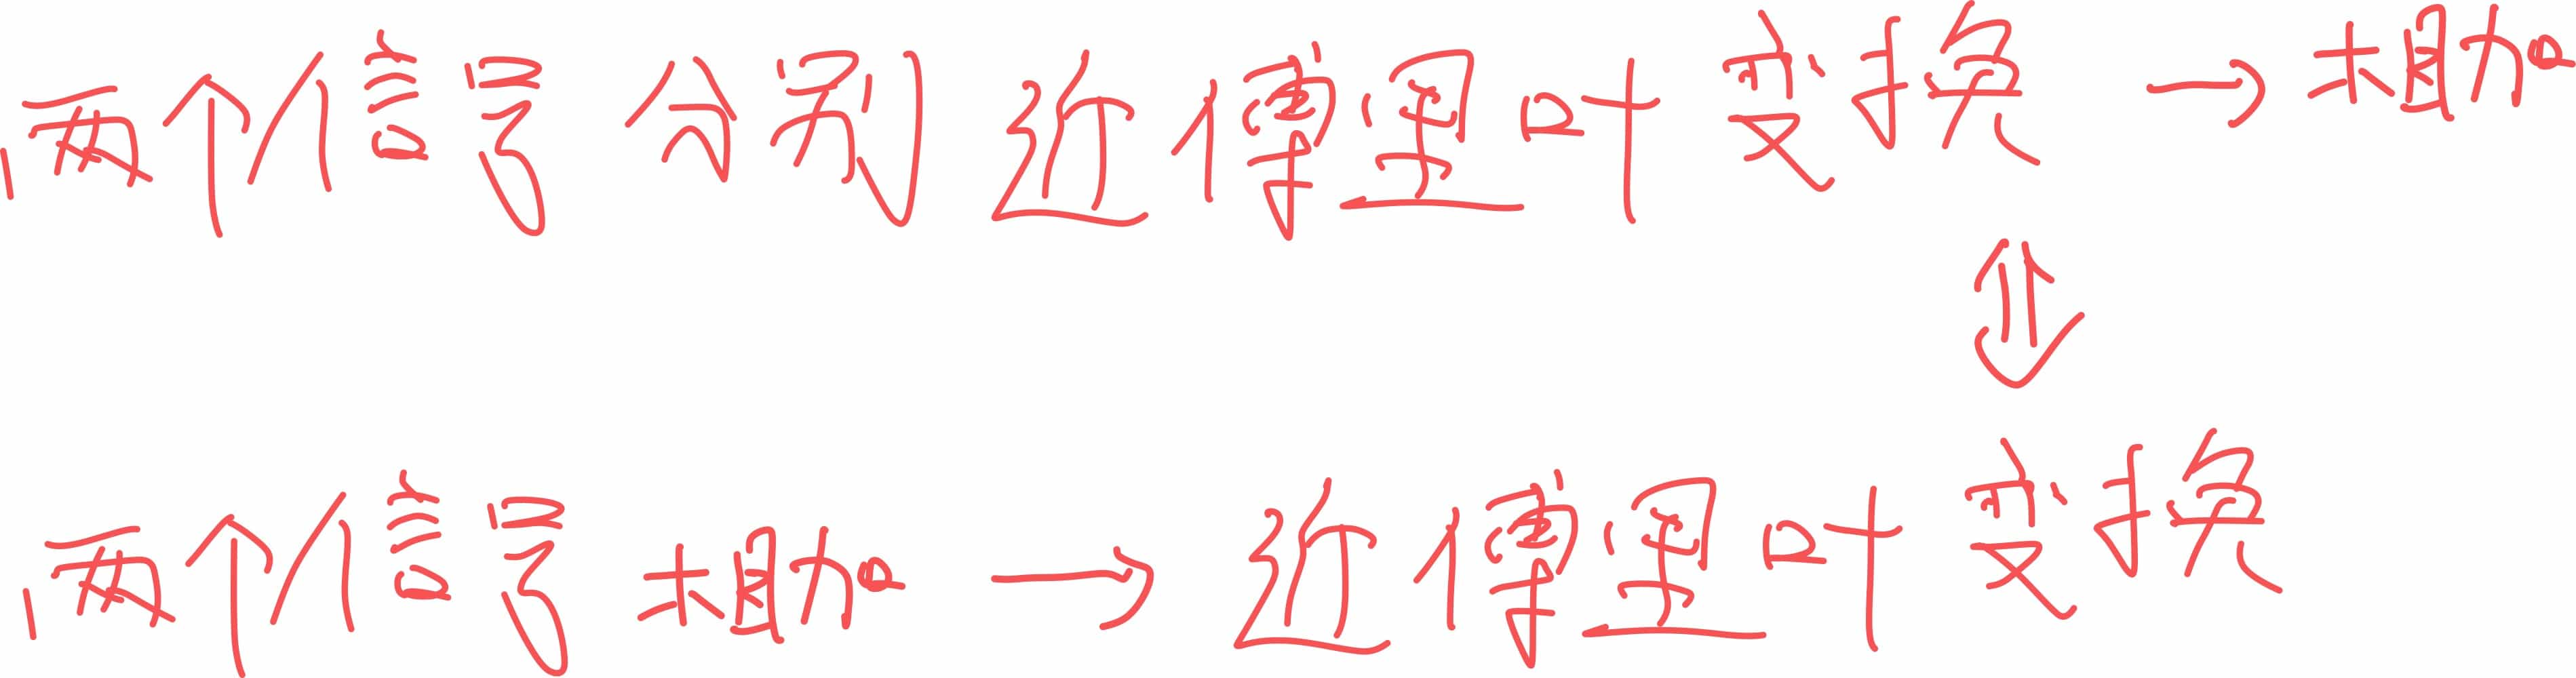 两个信号 分别 近傅里叶变换 → 相加
⇕
两个信号 相加 → 近傅里叶变换